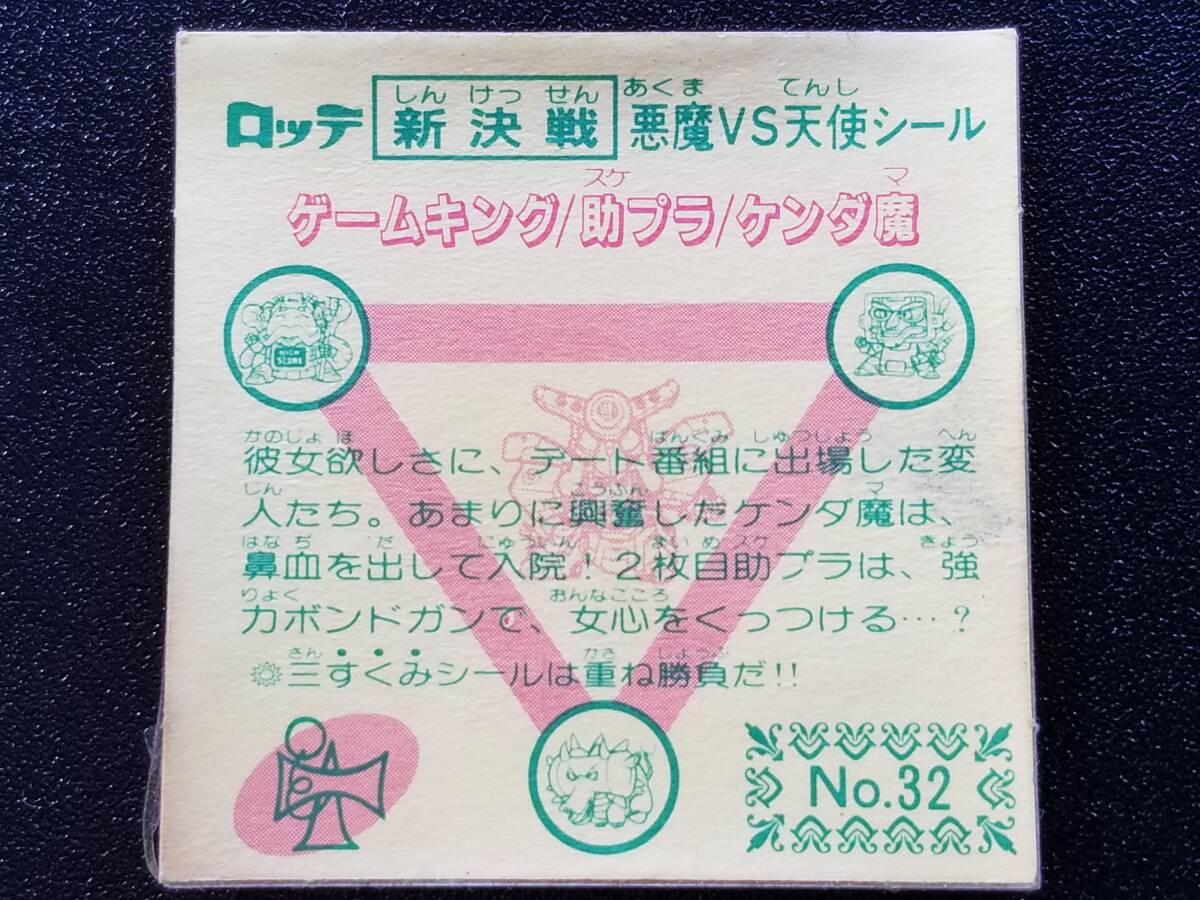 しん けつ せん あくま てんし
ロッテ 新決戦 悪魔VS天使シール
スケ マ
ゲームキング/助プラ/ケンダ魔
HIGH SCORE
かのじょ ほ ばんぐみ しゅつじょう へん
彼女欲しさに、デート番組に出場した変
じん こうふん マ
人たち。あまりに興奮したケンダ魔は、
はなぢ だ にゅういん まいめ スケ きょう
鼻血を出して入院!2枚目助プラは、強
りょく おんなごころ
力ボンドガンで、女心をくっつける…?
さん かさ しょうぶ
三すくみシールは重ね勝負だ!!
No.32